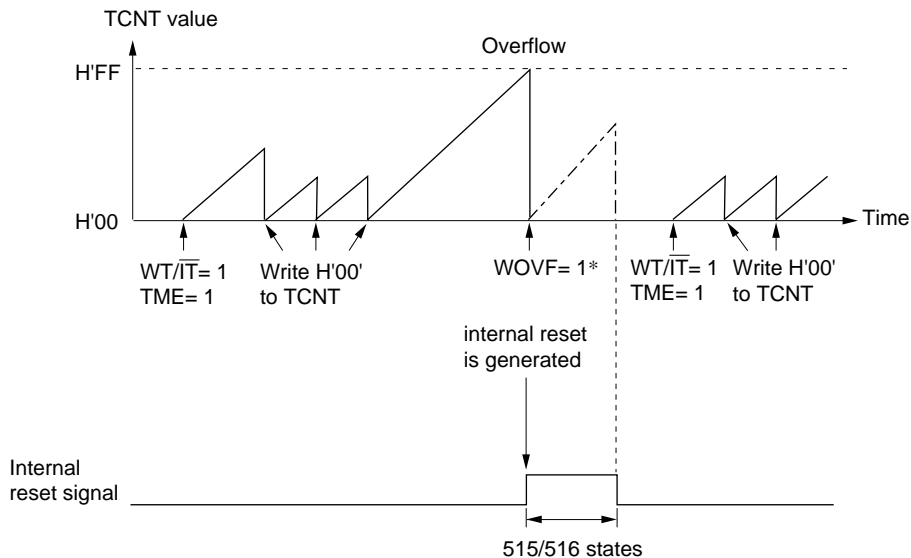 TCNT value
Overflow
H'FF
H'00
Time
WT/IT= 1
TME= 1
Write H'00'
to TCNT
WOVF= 1*
WT/IT= 1
TME= 1
Write H'00'
to TCNT
internal reset
is generated
Internal
reset signal
515/516 states